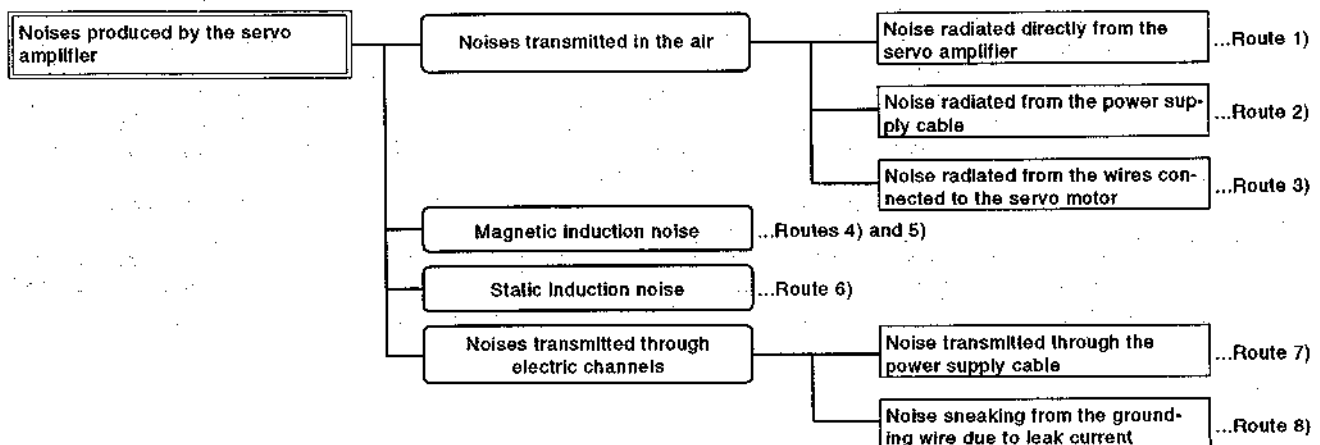 Noises produced by the servo
amplifier
Noises transmitted in the air
Noise radiated directly from the
servo amplifier
...Route 1)
Noise radiated from the power sup-
ply cable
...Route 2)
Noise radiated from the wires con-
nected to the servo motor
...Route 3)
Magnetic induction noise
...Routes 4) and 5)
Static induction noise
...Route 6)
Noises transmitted through
electric channels
Noise transmitted through the
power supply cable
...Route 7)
Noise sneaking from the ground-
ing wire due to leak current
...Route 8)